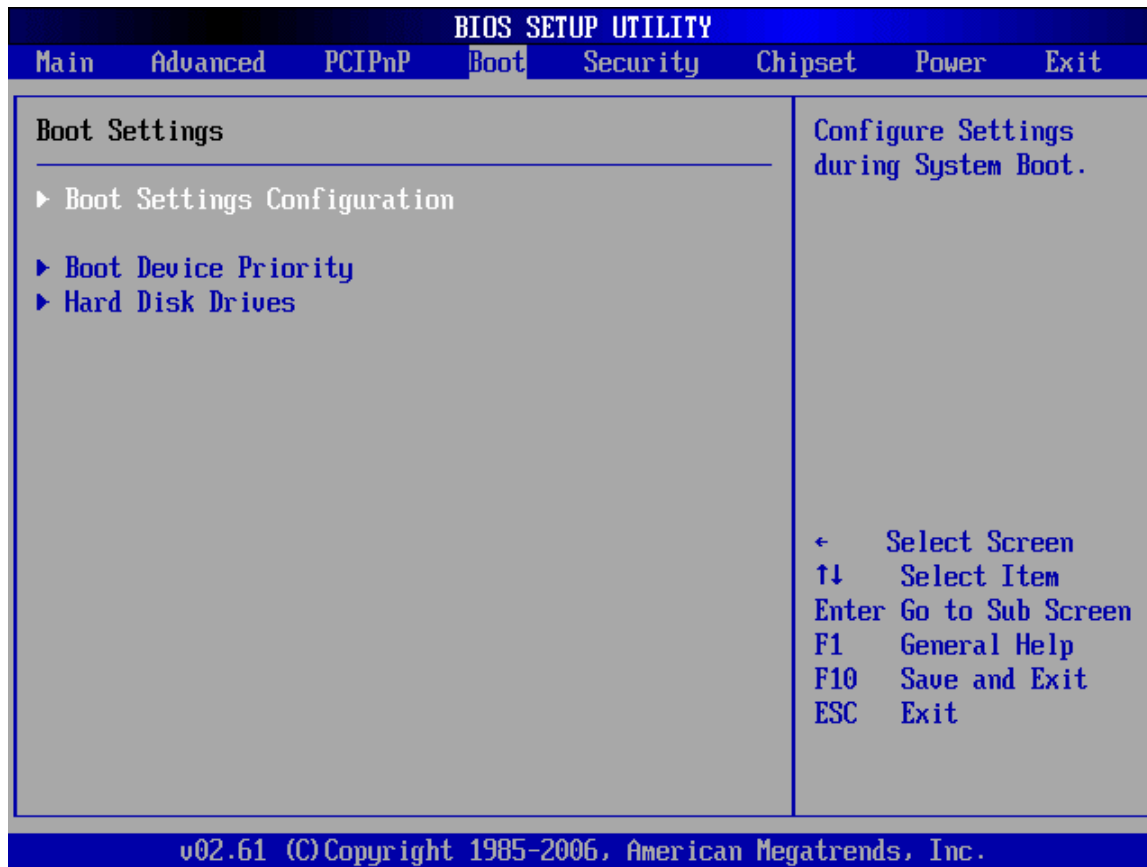 BIOS SETUP UTILITY
Main Advanced PCIPnP Boot Security Chipset Power Exit
Boot Settings
▶ Boot Settings Configuration
▶ Boot Device Priority
▶ Hard Disk Drives
Configure Settings
during System Boot.
← Select Screen
↑↓ Select Item
Enter Go to Sub Screen
F1 General Help
F10 Save and Exit
ESC Exit
v02.61 (C)Copyright 1985-2006, American Megatrends, Inc.